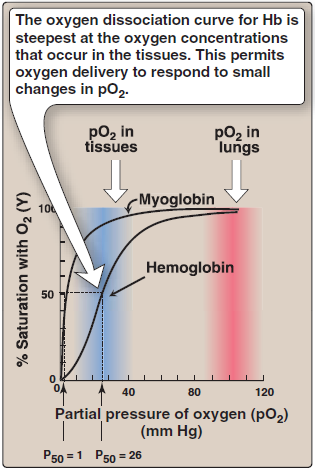 The oxygen dissociation curve for Hb is
steepest at the oxygen concentrations
that occur in the tissues. This permits
oxygen delivery to respond to small
changes in pO₂.
pO₂ in
tissues
pO₂ in
lungs
% Saturation with O₂ (Y)
100
Myoglobin
Hemoglobin
50
0
40
80
120
Partial pressure of oxygen (pO₂)
(mm Hg)
P₅₀ = 1
P₅₀ = 26